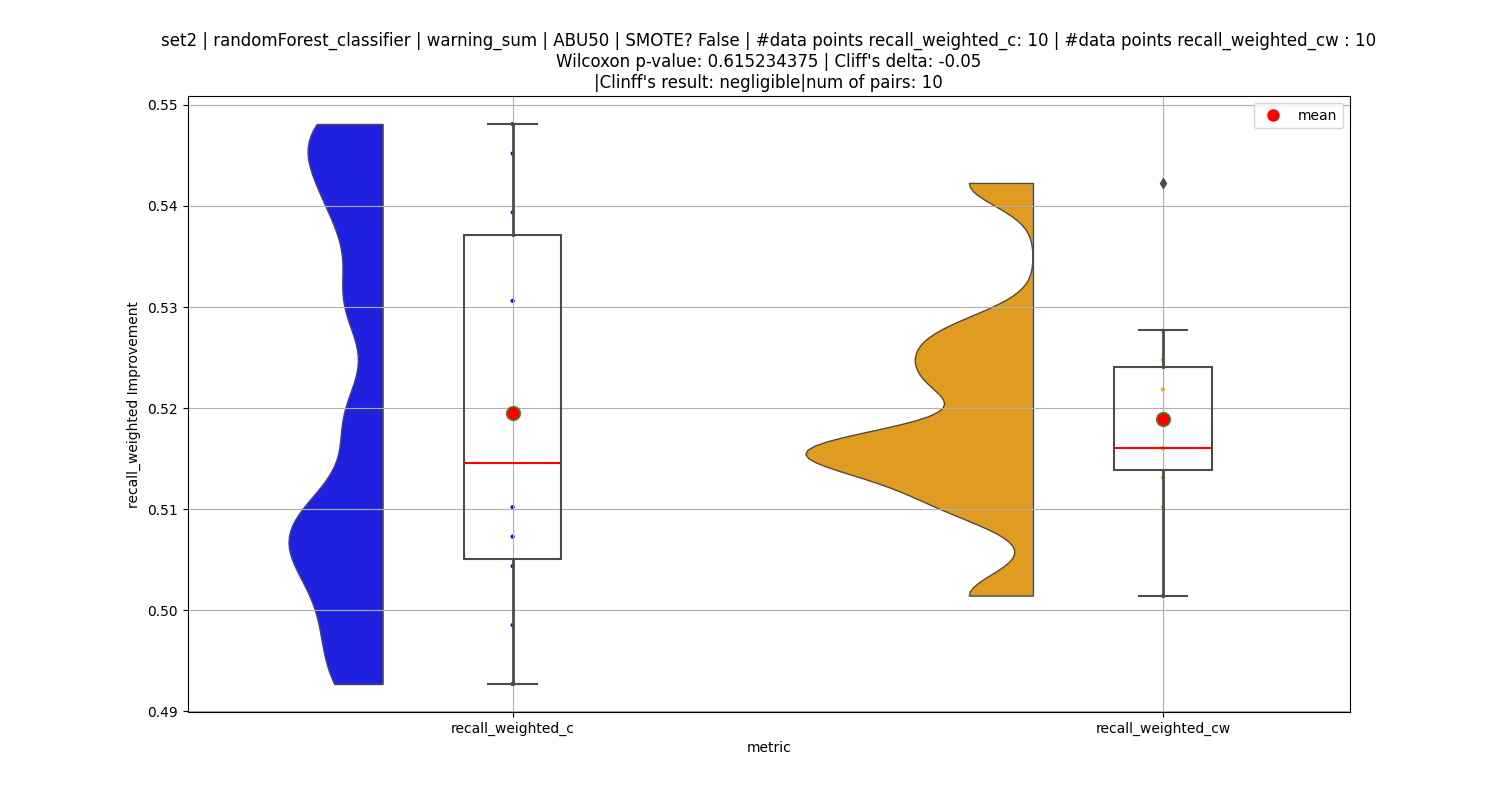 set2 | randomForest_classifier | warning_sum | ABU50 | SMOTE? False | #data points recall_weighted_c: 10 | #data points recall_weighted_cw : 10
Wilcoxon p-value: 0.615234375 | Cliff's delta: -0.05
|Clinff's result: negligible|num of pairs: 10
mean
recall_weighted Improvement
0.55
0.54
0.53
0.52
0.51
0.50
0.49
recall_weighted_c
recall_weighted_cw
metric